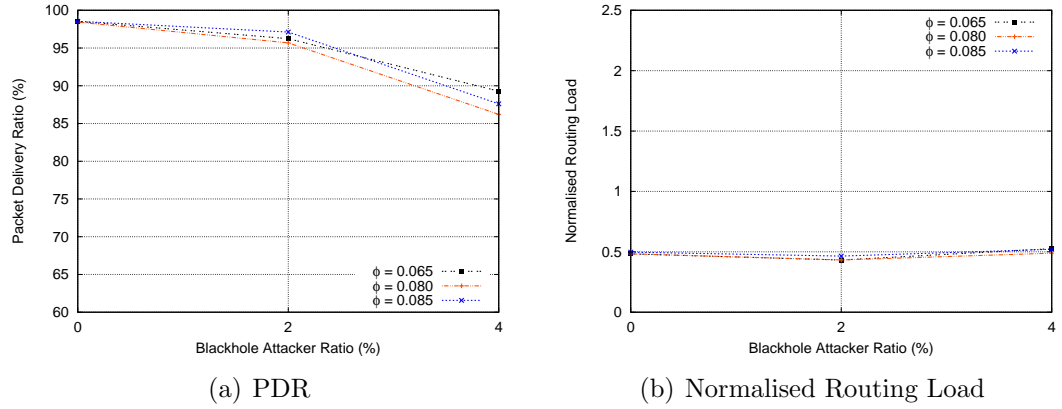 100
95
90
85
80
75
70
65
60
0
2
4
Packet Delivery Ratio (%)
Blackhole Attacker Ratio (%)
ϕ = 0.065
ϕ = 0.080
ϕ = 0.085
(a) PDR
2.5
2
1.5
1
0.5
0
0
2
4
Normalised Routing Load
Blackhole Attacker Ratio (%)
ϕ = 0.065
ϕ = 0.080
ϕ = 0.085
(b) Normalised Routing Load